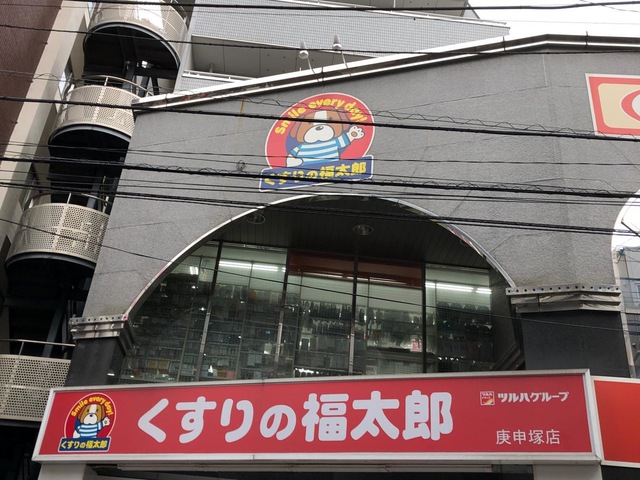 Smile every day!
くすりの福太郎
Smile every day!
くすりの福太郎
くすりの福太郎
ツルハグループ
庚申塚店